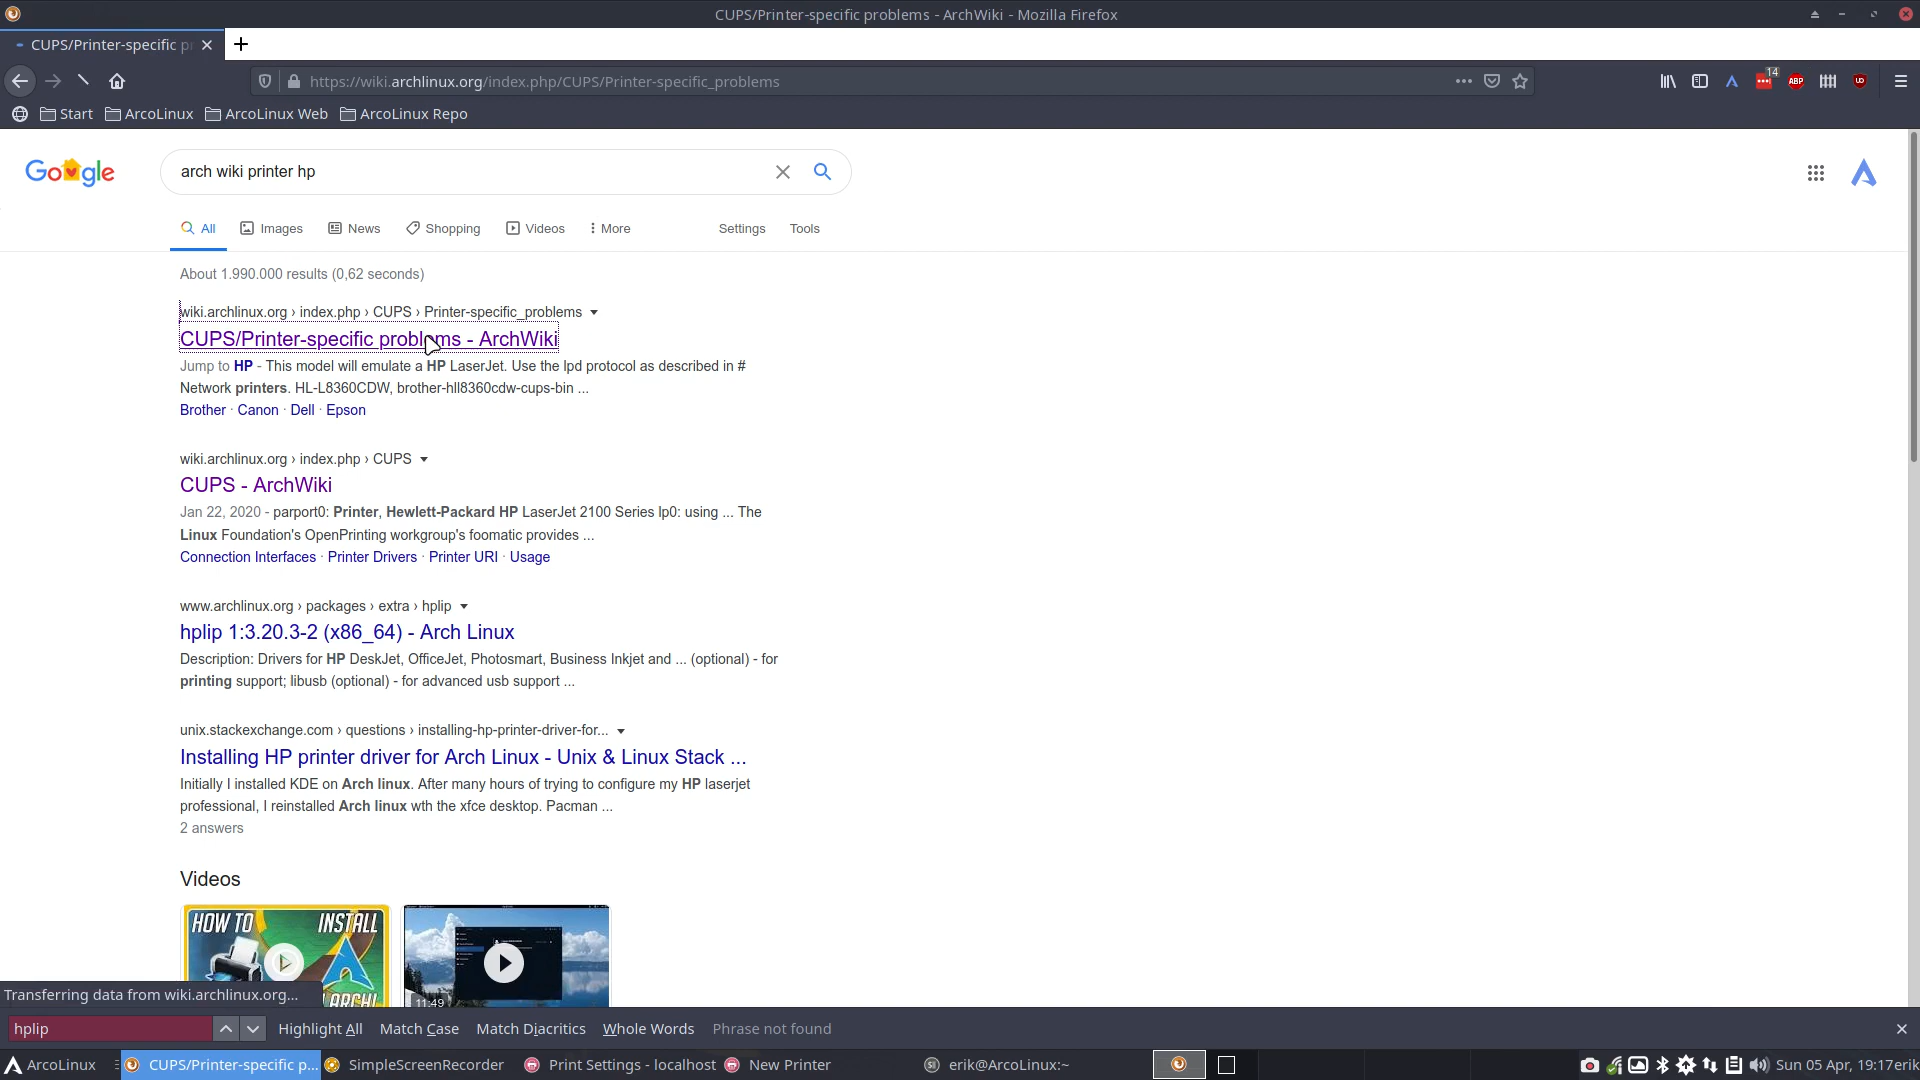 CUPS/Printer-specific problems - ArchWiki - Mozilla Firefox
CUPS/Printer-specific pr
https://wiki.archlinux.org/index.php/CUPS/Printer-specific_problems
14
ABP
Start ArcoLinux ArcoLinux Web ArcoLinux Repo
Google
arch wiki printer hp
All Images News Shopping Videos More Settings Tools
About 1.990.000 results (0,62 seconds)
wiki.archlinux.org › index.php › CUPS › Printer-specific_problems
CUPS/Printer-specific problems - ArchWiki
Jump to HP - This model will emulate a HP LaserJet. Use the lpd protocol as described in #
Network printers. HL-L8360CDW, brother-hll8360cdw-cups-bin ...
Brother · Canon · Dell · Epson
wiki.archlinux.org › index.php › CUPS
CUPS - ArchWiki
Jan 22, 2020 - parport0: Printer, Hewlett-Packard HP LaserJet 2100 Series lp0: using ... The
Linux Foundation's OpenPrinting workgroup's foomatic provides ...
Connection Interfaces · Printer Drivers · Printer URI · Usage
www.archlinux.org › packages › extra › hplip
hplip 1:3.20.3-2 (x86_64) - Arch Linux
Description: Drivers for HP DeskJet, OfficeJet, Photosmart, Business Inkjet and ... (optional) - for
printing support; libusb (optional) - for advanced usb support ...
unix.stackexchange.com › questions › installing-hp-printer-driver-for...
Installing HP printer driver for Arch Linux - Unix & Linux Stack ...
Initially I installed KDE on Arch linux. After many hours of trying to configure my HP laserjet
professional, I reinstalled Arch linux wth the xfce desktop. Pacman ...
2 answers
Videos
HOW TO INSTALL
ARCH!
11:49
Transferring data from wiki.archlinux.org...
hplip Highlight All Match Case Match Diacritics Whole Words Phrase not found
ArcoLinux CUPS/Printer-specific p... SimpleScreenRecorder Print Settings - localhost New Printer erik@ArcoLinux:~ Sun 05 Apr, 19:17 erik